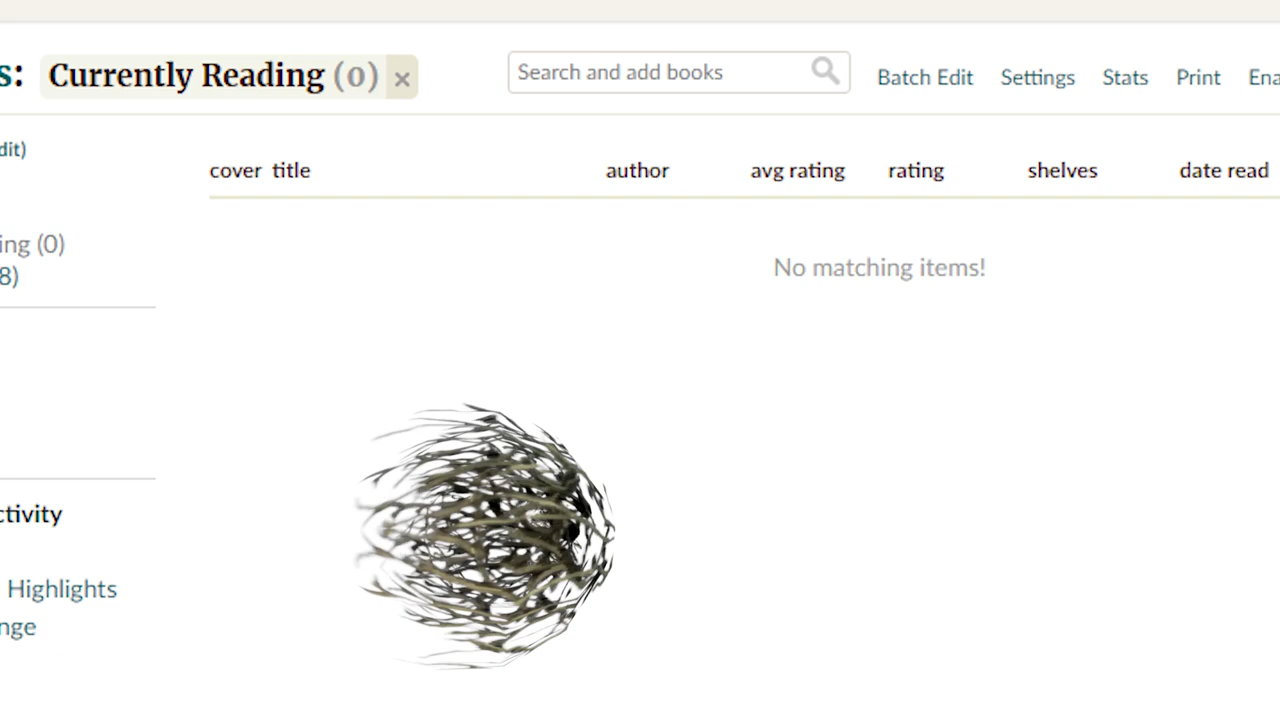 s: Currently Reading (0) ×
Search and add books
Batch Edit Settings Stats Print Ena
dit)
cover title author avg rating rating shelves date read
ing (0)
8)
No matching items!
ctivity
Highlights
nge